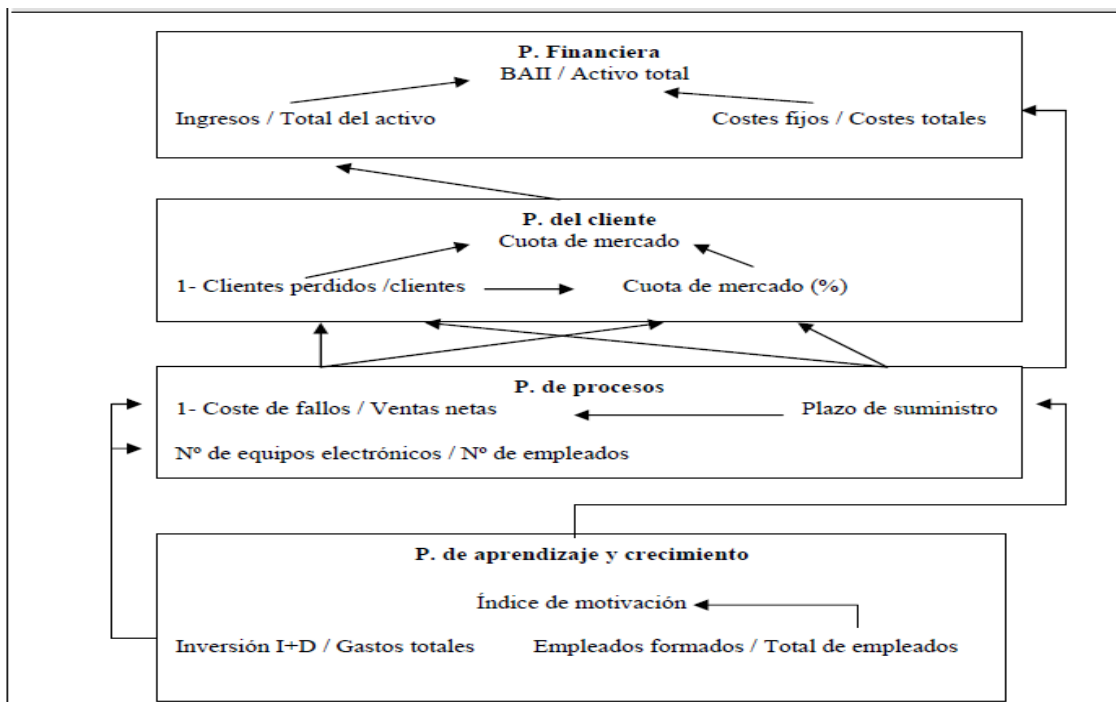 P. Financiera
BAII / Activo total
Ingresos / Total del activo
Costes fijos / Costes totales
P. del cliente
Cuota de mercado
1- Clientes perdidos /clientes
Cuota de mercado (%)
P. de procesos
1- Coste de fallos / Ventas netas
Plazo de suministro
Nº de equipos electrónicos / Nº de empleados
P. de aprendizaje y crecimiento
Índice de motivación
Inversión I+D / Gastos totales
Empleados formados / Total de empleados